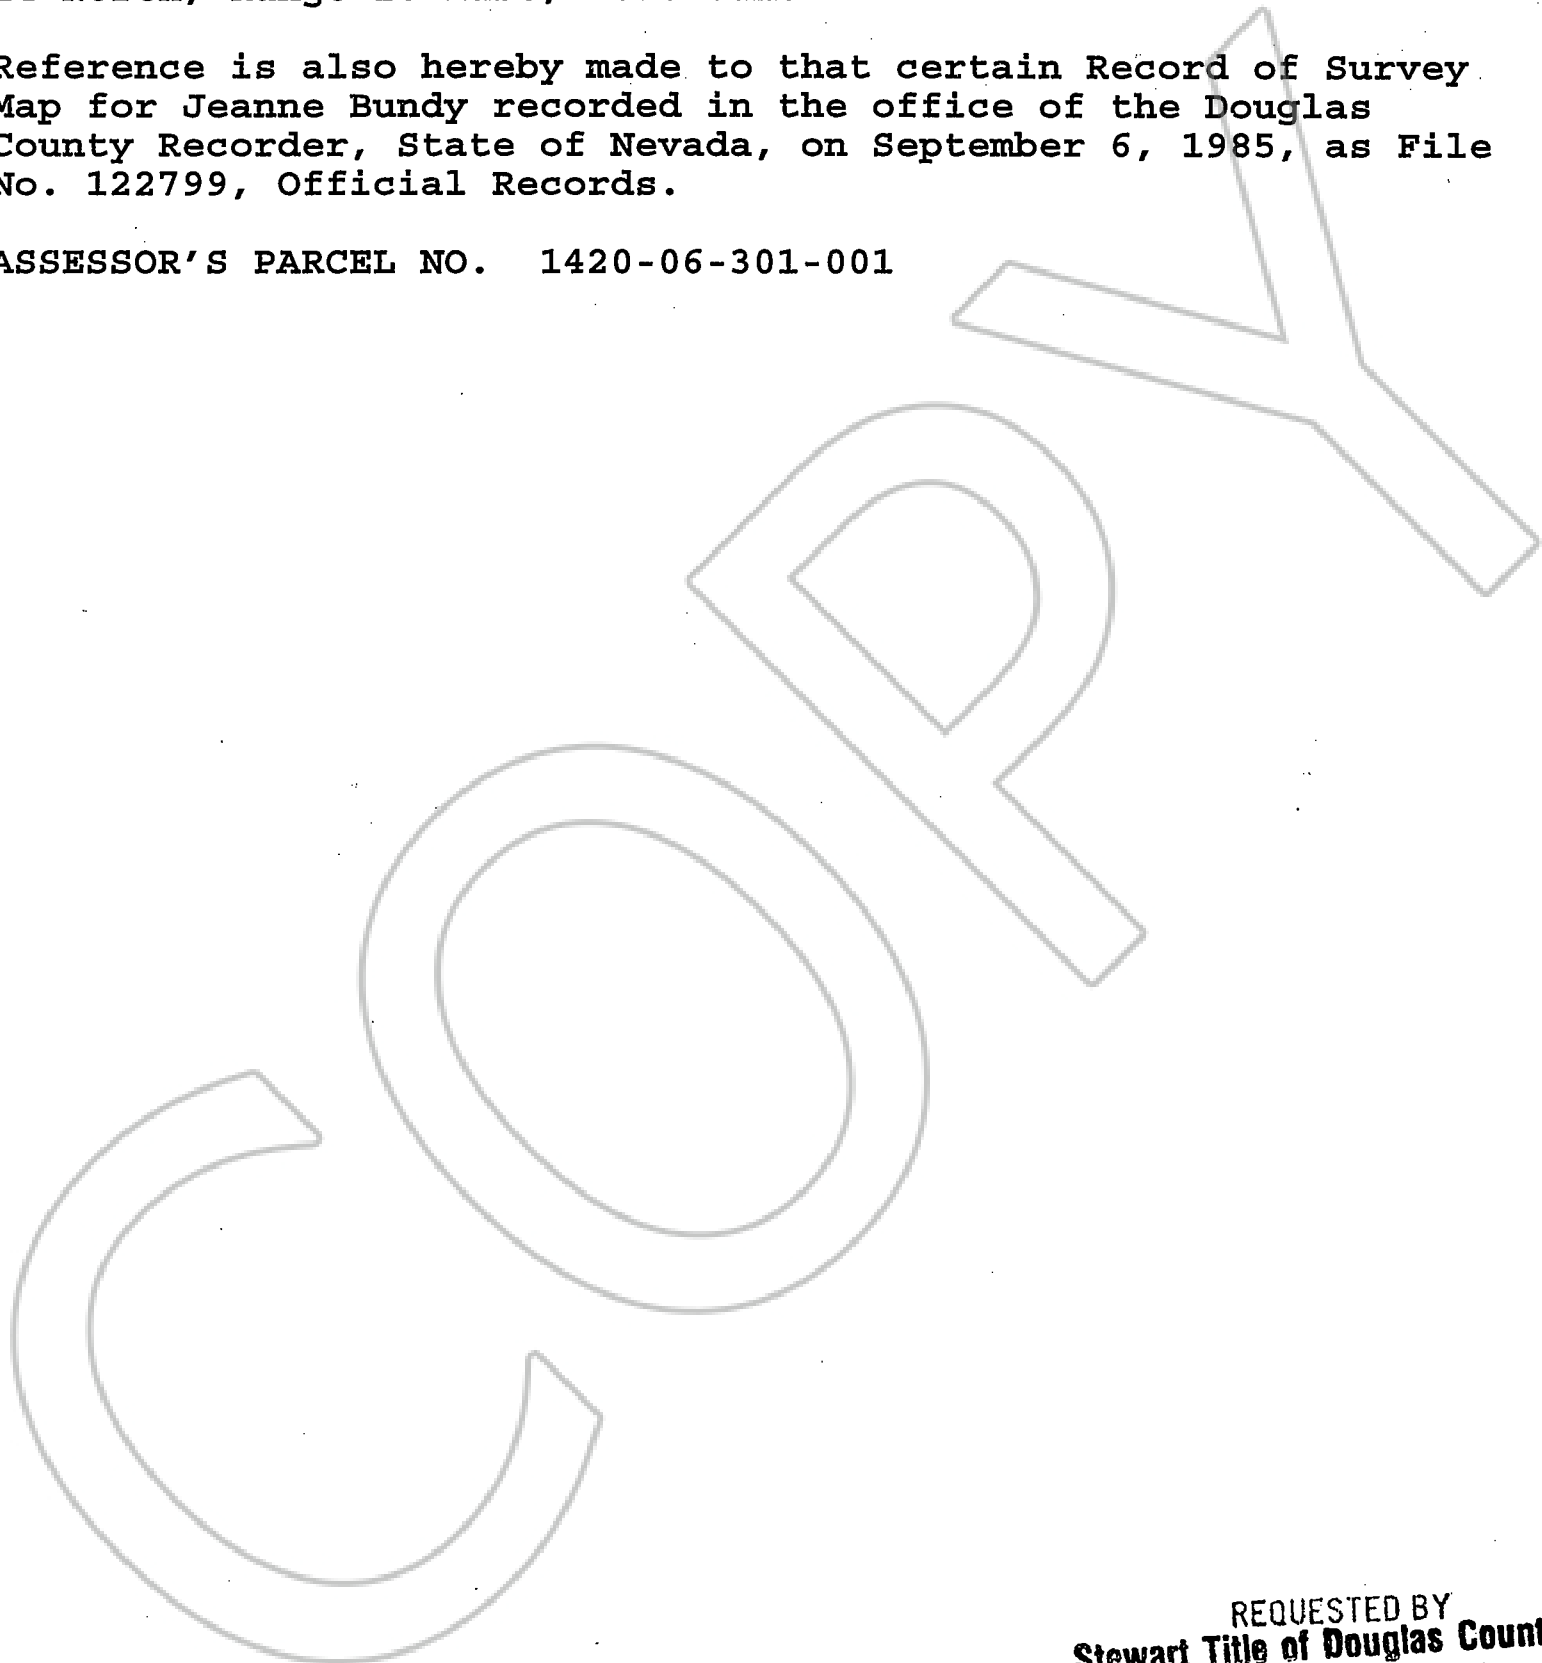 Reference is also hereby made to that certain Record of Survey
Map for Jeanne Bundy recorded in the office of the Douglas
County Recorder, State of Nevada, on September 6, 1985, as File
No. 122799, Official Records.
ASSESSOR'S PARCEL NO. 1420-06-301-001
COPY
REQUESTED BY
Stewart Title of Douglas Count